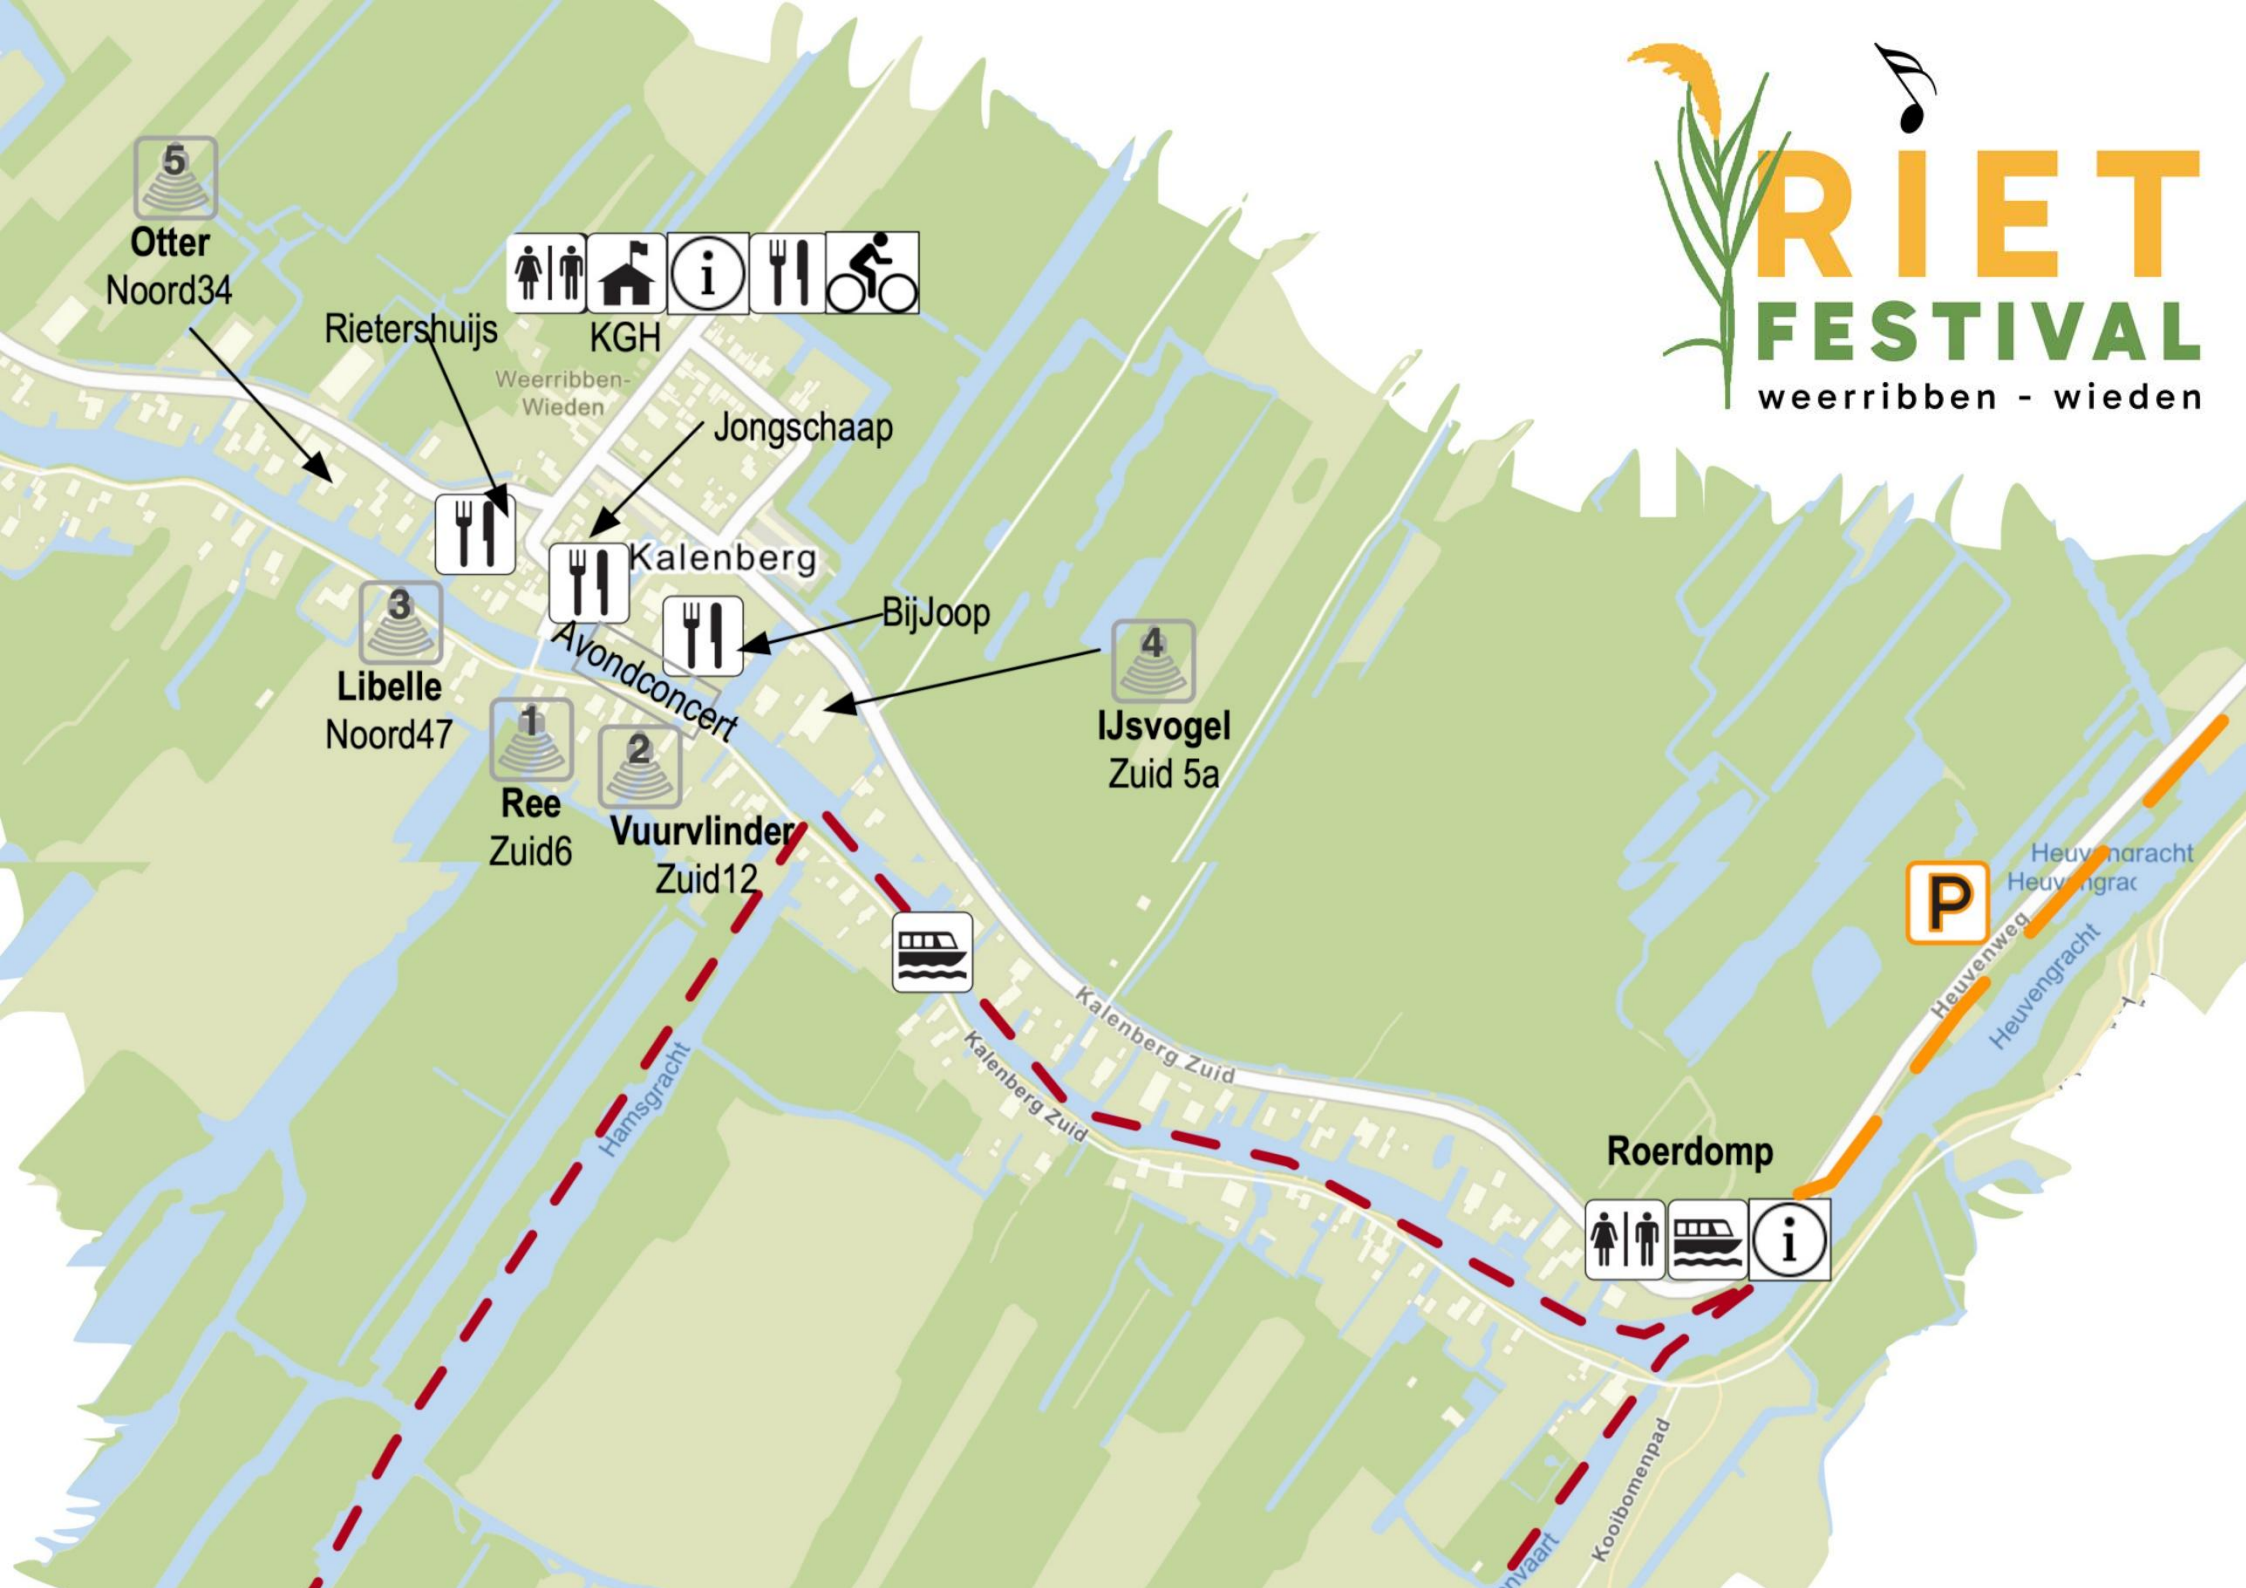 RIET
FESTIVAL
weerribben - wieden
5
Otter
Noord34
Rietershuijs
KGH
i
Weerribben-
Wieden
Jongschaap
Kalenberg
BijJoop
Avondconcert
3
Libelle
Noord47
1
Ree
Zuid6
2
Vuurvlinder
Zuid12
4
IJsvogel
Zuid 5a
P
Heuvengracht
Heuvenweg
Heuvengracht
Kalenberg Zuid
Kalenberg Zuid
Hamsgracht
Roerdomp
i
Kooibomenpad